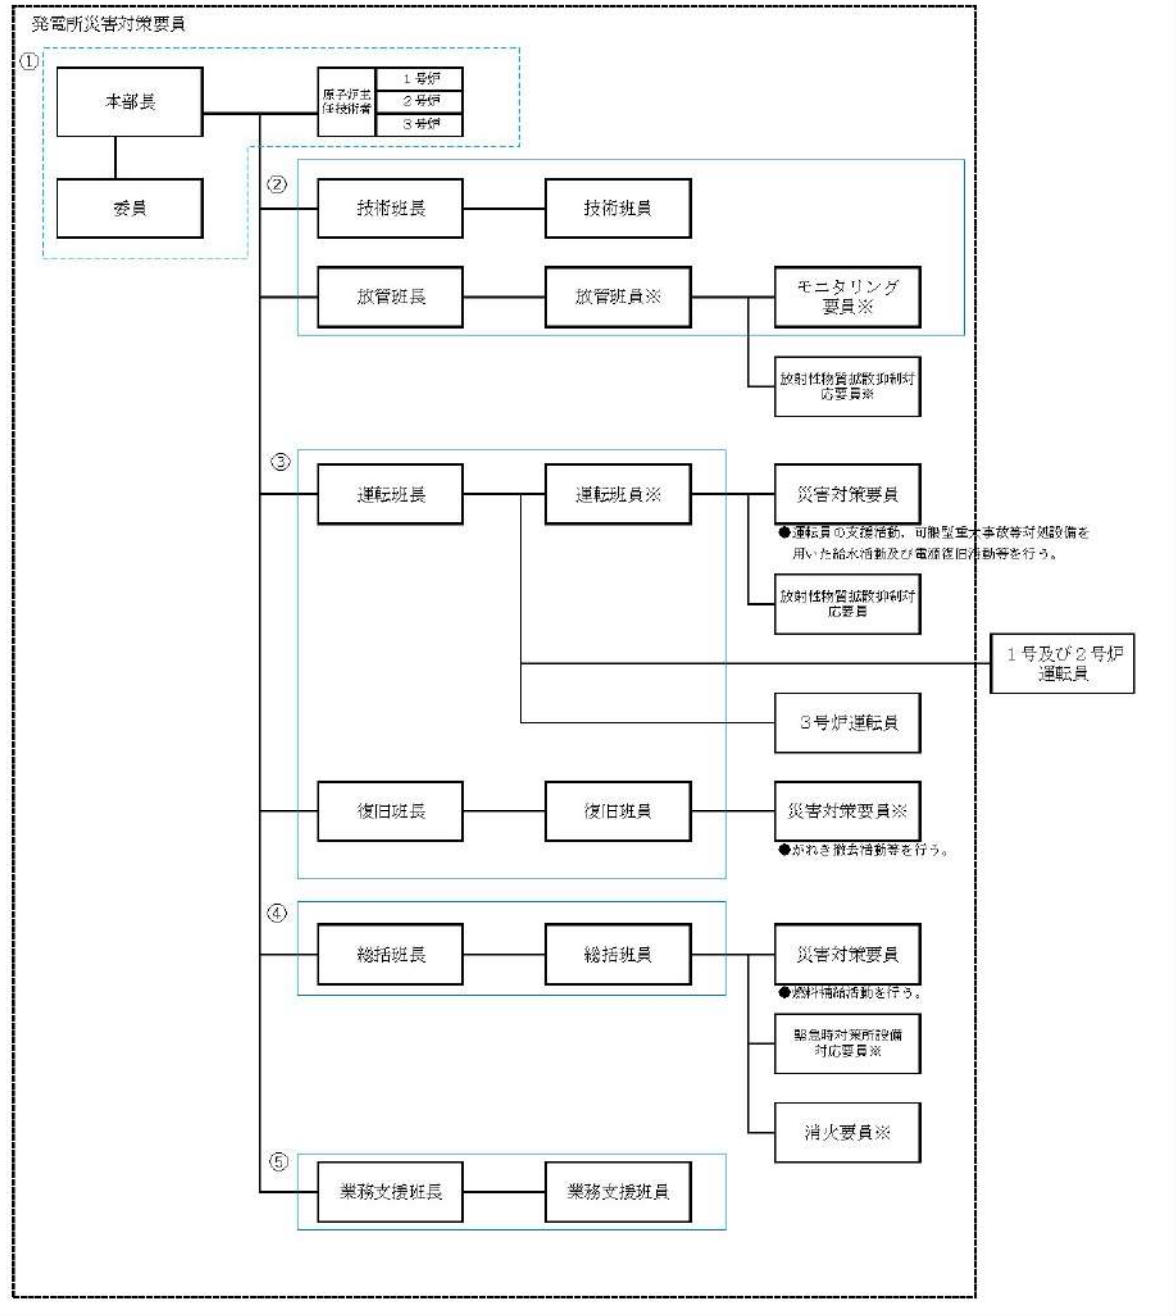 発電所災害対策要員
①
本部長
原子炉主
任技術者
1号炉
2号炉
3号炉
委員
②
技術班長
技術班員
放管班長
放管班員※
モニタリング
要員※
放射性物質拡散抑制対
応要員※
③
運転班長
運転班員※
災害対策要員
●運転員の支援活動，可搬型重大事故等対処設備を
用いた給水活動及び電源復旧活動等を行う。
放射性物質拡散抑制対
応要員
1号及び2号炉
運転員
3号炉運転員
復旧班長
復旧班員
災害対策要員※
●がれき撤去活動等を行う。
④
総括班長
総括班員
災害対策要員
●燃料補給活動を行う。
緊急時対策所設備
対応要員※
消火要員※
⑤
業務支援班長
業務支援班員